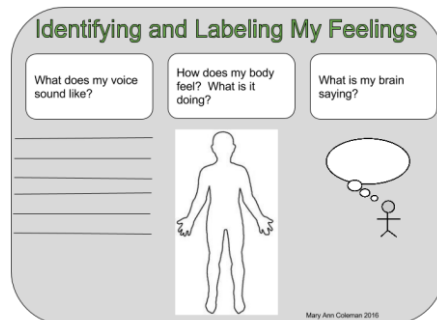 Identifying and Labeling My Feelings
What does my voice
sound like?
How does my body
feel?  What is it
doing?
What is my brain
saying?
Mary Ann Coleman 2016